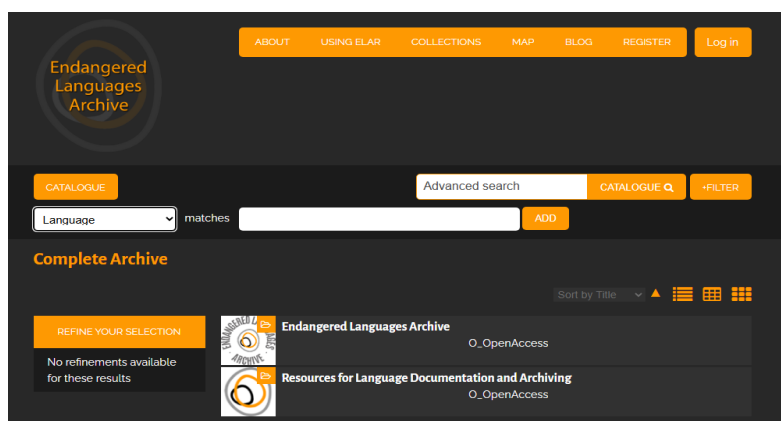 ABOUT USING ELAR COLLECTIONS MAP BLOG REGISTER Log in
Endangered
Languages
Archive
CATALOGUE Advanced search CATALOGUE +FILTER
Language matches ADD
Complete Archive
Sort by Title
REFINE YOUR SELECTION
No refinements available
for these results
Endangered Languages Archive
O_OpenAccess
Resources for Language Documentation and Archiving
O_OpenAccess